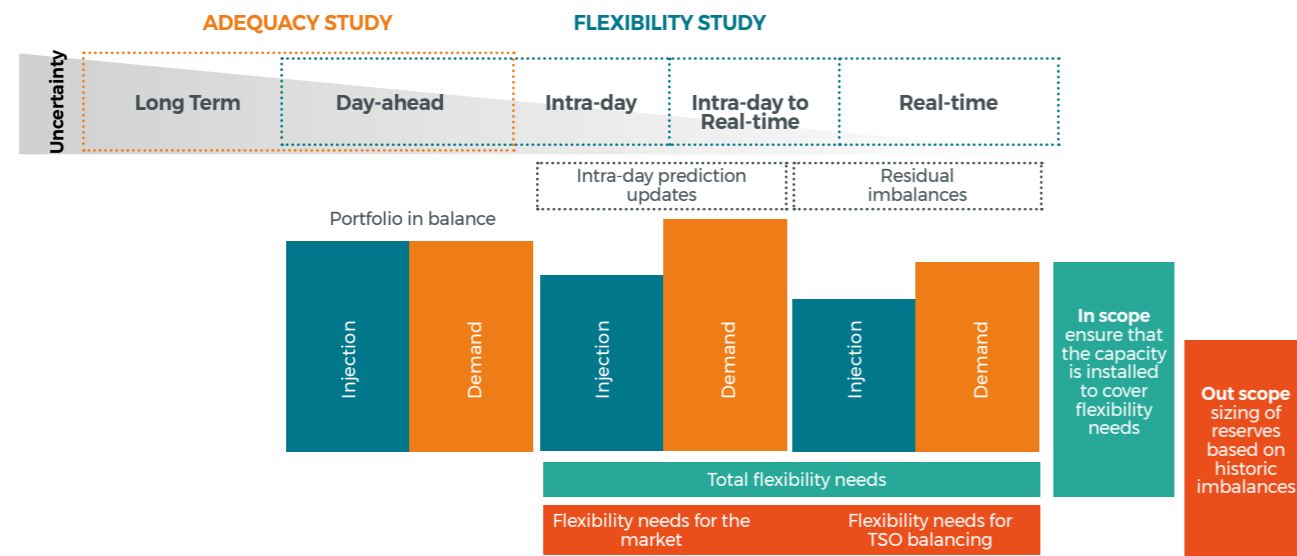 ADEQUACY STUDY
FLEXIBILITY STUDY
Uncertainty
Long Term
Day-ahead
Intra-day
Intra-day to
Real-time
Real-time
Intra-day prediction
updates
Residual
imbalances
Portfolio in balance
Injection
Demand
Injection
Demand
Injection
Demand
In scope
ensure that
the capacity
is installed
to cover
flexibility
needs
Out scope
sizing of
reserves
based on
historic
imbalances
Total flexibility needs
Flexibility needs for the
market
Flexibility needs for
TSO balancing